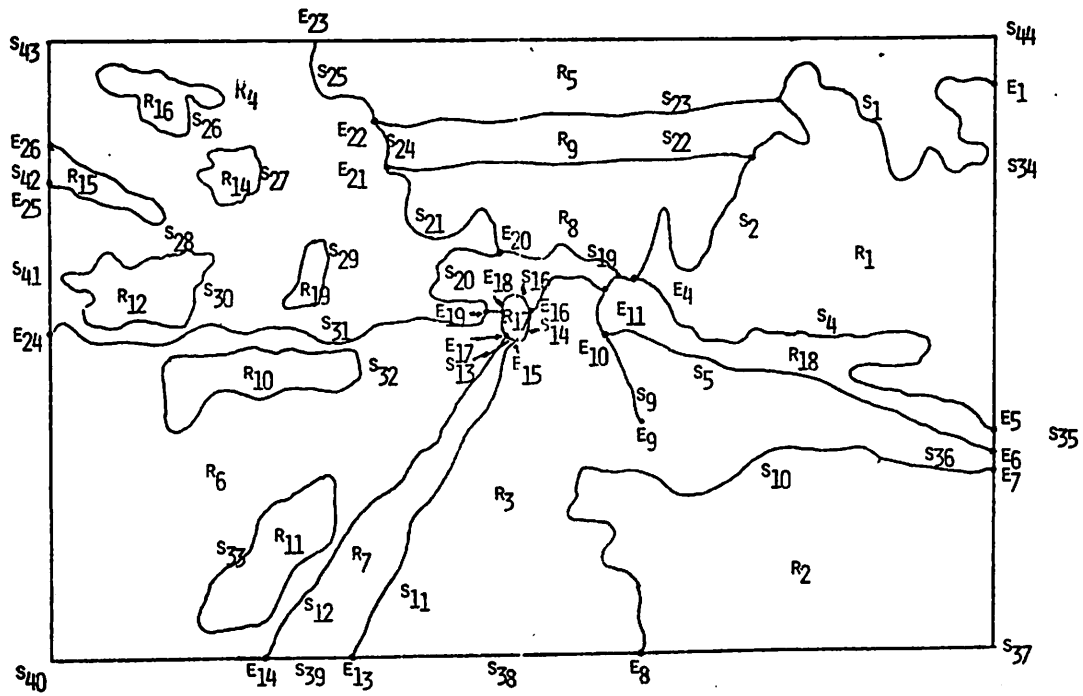 E23
S43
S44
S25
R5
E1
R16
R4
S23
S1
S26
E22
S24
R9
S22
E26
S42
R15
R14
S27
E21
S34
E25
S21
E20
R8
S2
R1
S28
S29
S41
S20
E18
S16
S19
R12
S30
R19
E4
E24
S31
E19
R17
E16
E11
S14
S4
E17
E10
R18
R10
S32
S13
E15
S5
S9
E9
E5
S35
S36
E6
S10
E7
R6
R3
S33
R11
R7
R2
S12
S11
S40
E14
S39
E13
S38
E8
S37